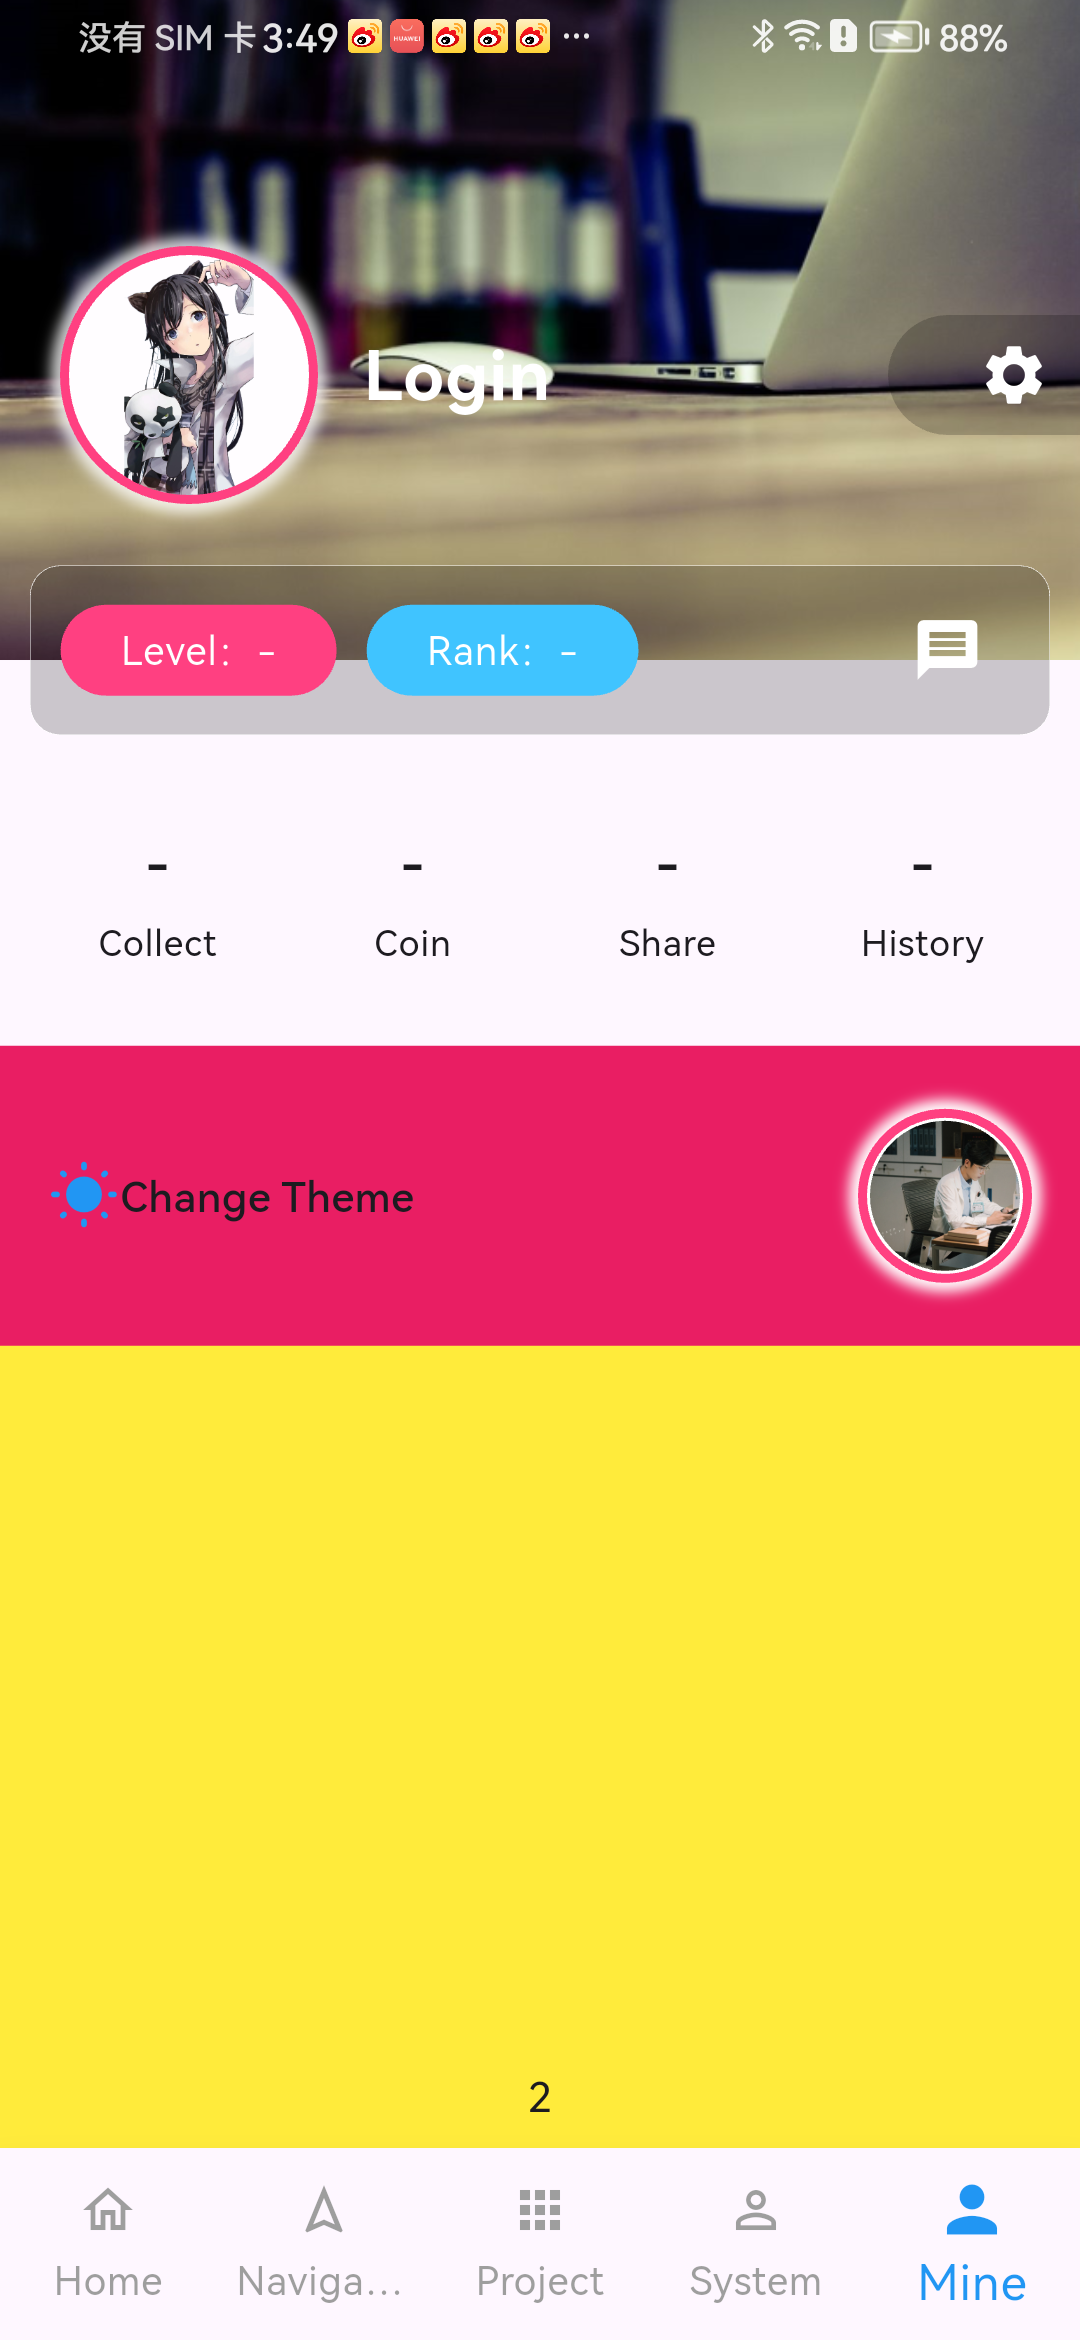 没有 SIM 卡 3:49 HUAWEI ... 88%
Login
Level: - Rank: -
- - - -
Collect Coin Share History
Change Theme
2
Home Naviga... Project System Mine